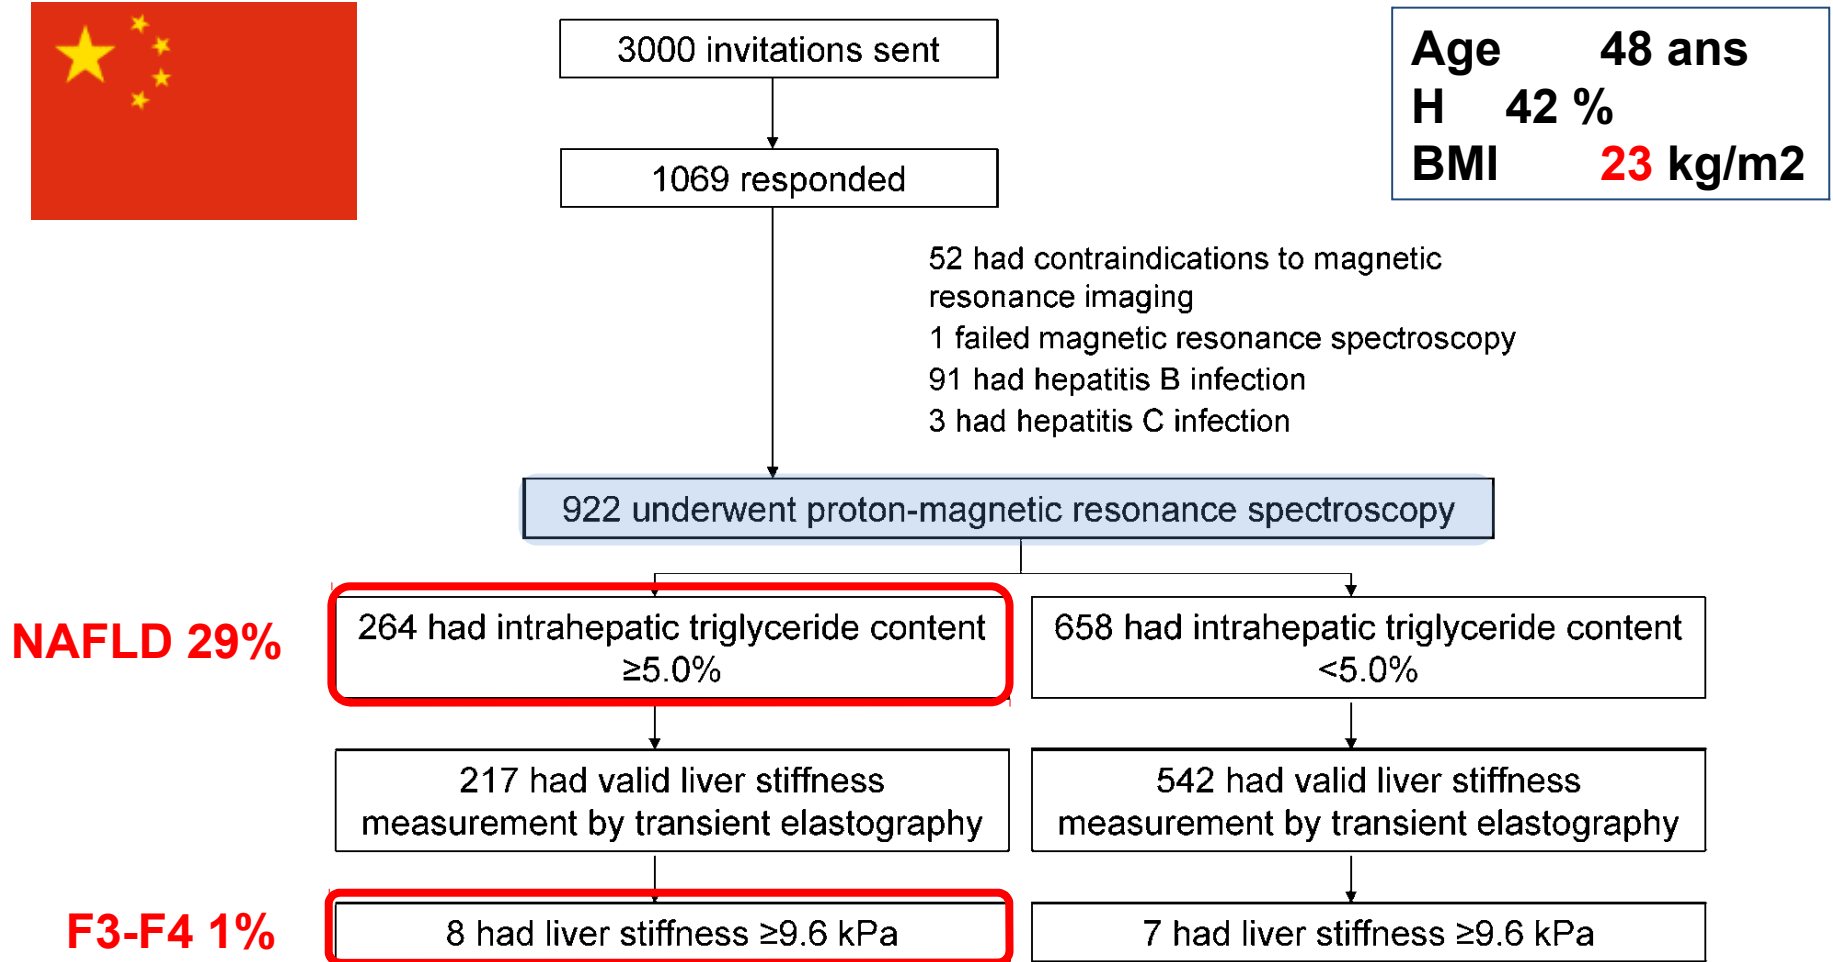 3000 invitations sent
Age 48 ans
H 42 %
BMI 23 kg/m2
1069 responded
52 had contraindications to magnetic
resonance imaging
1 failed magnetic resonance spectroscopy
91 had hepatitis B infection
3 had hepatitis C infection
922 underwent proton-magnetic resonance spectroscopy
NAFLD 29%
264 had intrahepatic triglyceride content
≥5.0%
658 had intrahepatic triglyceride content
<5.0%
217 had valid liver stiffness
measurement by transient elastography
542 had valid liver stiffness
measurement by transient elastography
F3-F4 1%
8 had liver stiffness ≥9.6 kPa
7 had liver stiffness ≥9.6 kPa